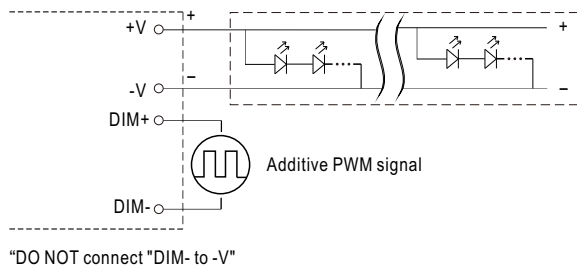 +
+V
+
−
-V
−
DIM+
Additive PWM signal
DIM-
“DO NOT connect "DIM- to -V"